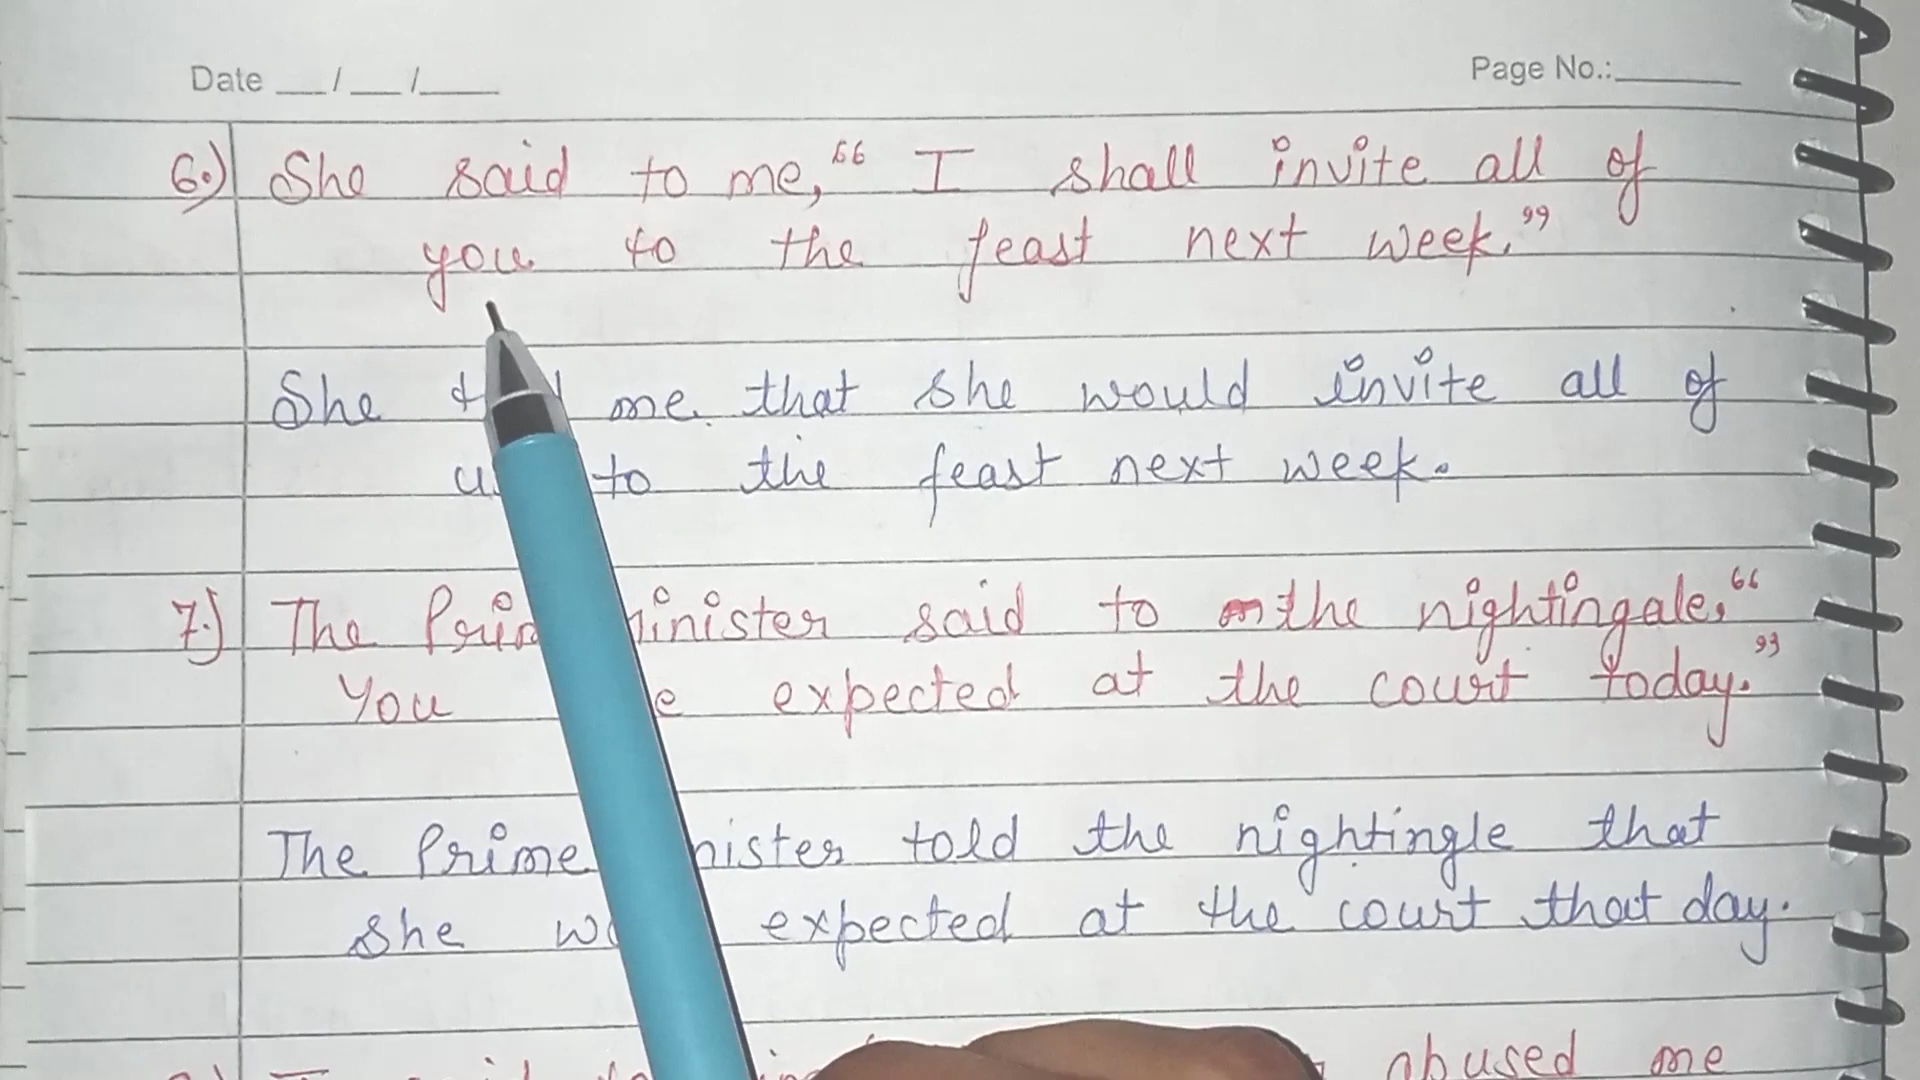 Date __/__/____ Page No.:______
6.) She said to me, “ I shall invite all of
you to the feast next week.”
She me that she would invite all of
to the feast next week.
7.) The said to the nightingale, “
You expected at the court today.”
The Prime told the nightingle that
she expected at the court that day.
abused me